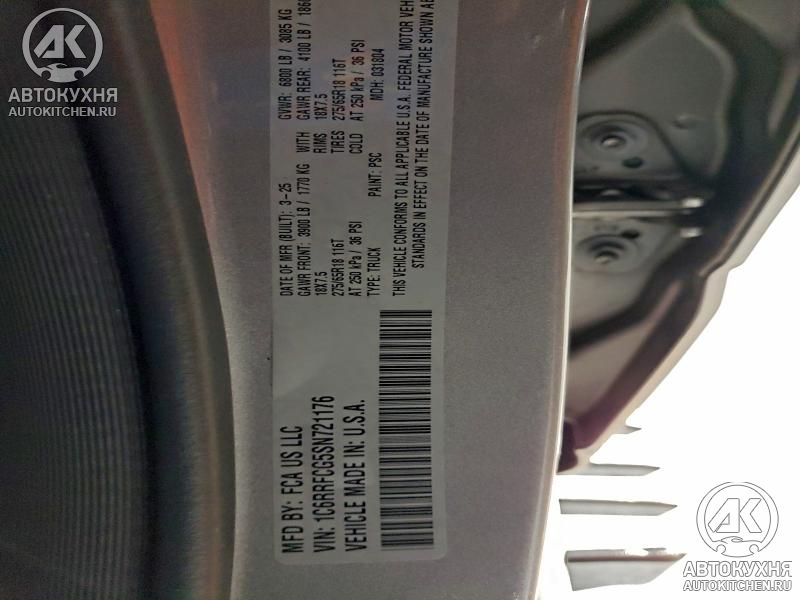 AK
АВТОКУХНЯ
AUTOKITCHEN.RU
MFD BY: FCA US LLC
VIN: 1C6RRFCG5SN721176
VEHICLE MADE IN: U.S.A.
DATE OF MFR (BUILT): 3-25 GVWR: 6800 LB / 3085 KG
GAWR FRONT: 3900 LB / 1770 KG WITH GAWR REAR: 4100 LB /
18X7.5 RIMS 18X7.5
275/65R18 116T TIRES 275/65R18 116T
AT 250 kPa / 36 PSI COLD AT 250 kPa / 36 PSI
TYPE: TRUCK PAINT: PSC MDH: 031804
THIS VEHICLE CONFORMS TO ALL APPLICABLE U.S.A. FEDERAL MOTOR
STANDARDS IN EFFECT ON THE DATE OF MANUFACTURE SHOWN
AK
АВТОКУХНЯ
AUTOKITCHEN.RU